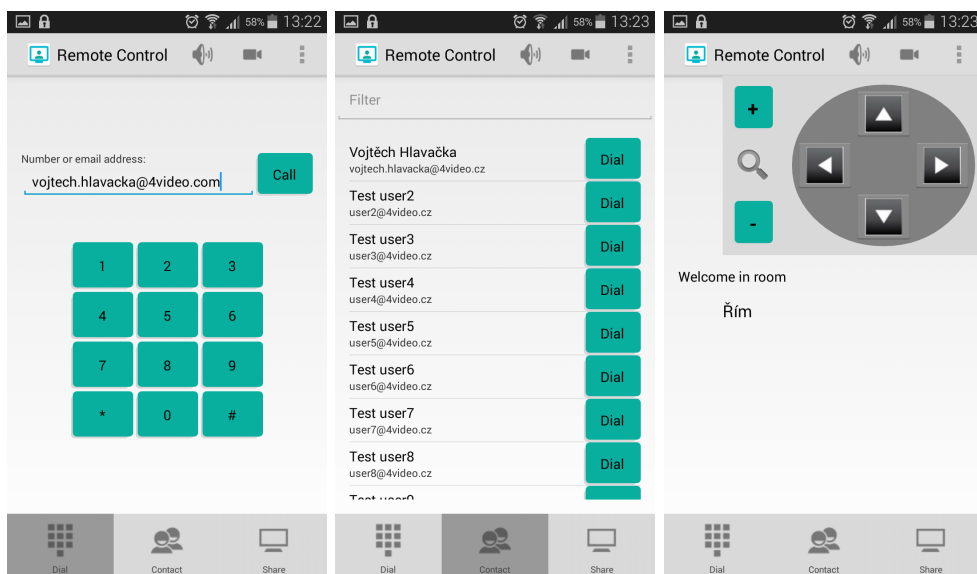 58% 13:22
Remote Control
Number or email address:
vojtech.hlavacka@4video.com
Call
1 2 3
4 5 6
7 8 9
* 0 #
Dial Contact Share
58% 13:23
Remote Control
Filter
Vojtěch Hlavačka
vojtech.hlavacka@4video.cz
Dial
Test user2
user2@4video.cz
Dial
Test user3
user3@4video.cz
Dial
Test user4
user4@4video.cz
Dial
Test user5
user5@4video.cz
Dial
Test user6
user6@4video.cz
Dial
Test user7
user7@4video.cz
Dial
Test user8
user8@4video.cz
Dial
Test user9
Dial Contact Share
58% 13:23
Remote Control
+
-
Welcome in room
Řím
Dial Contact Share